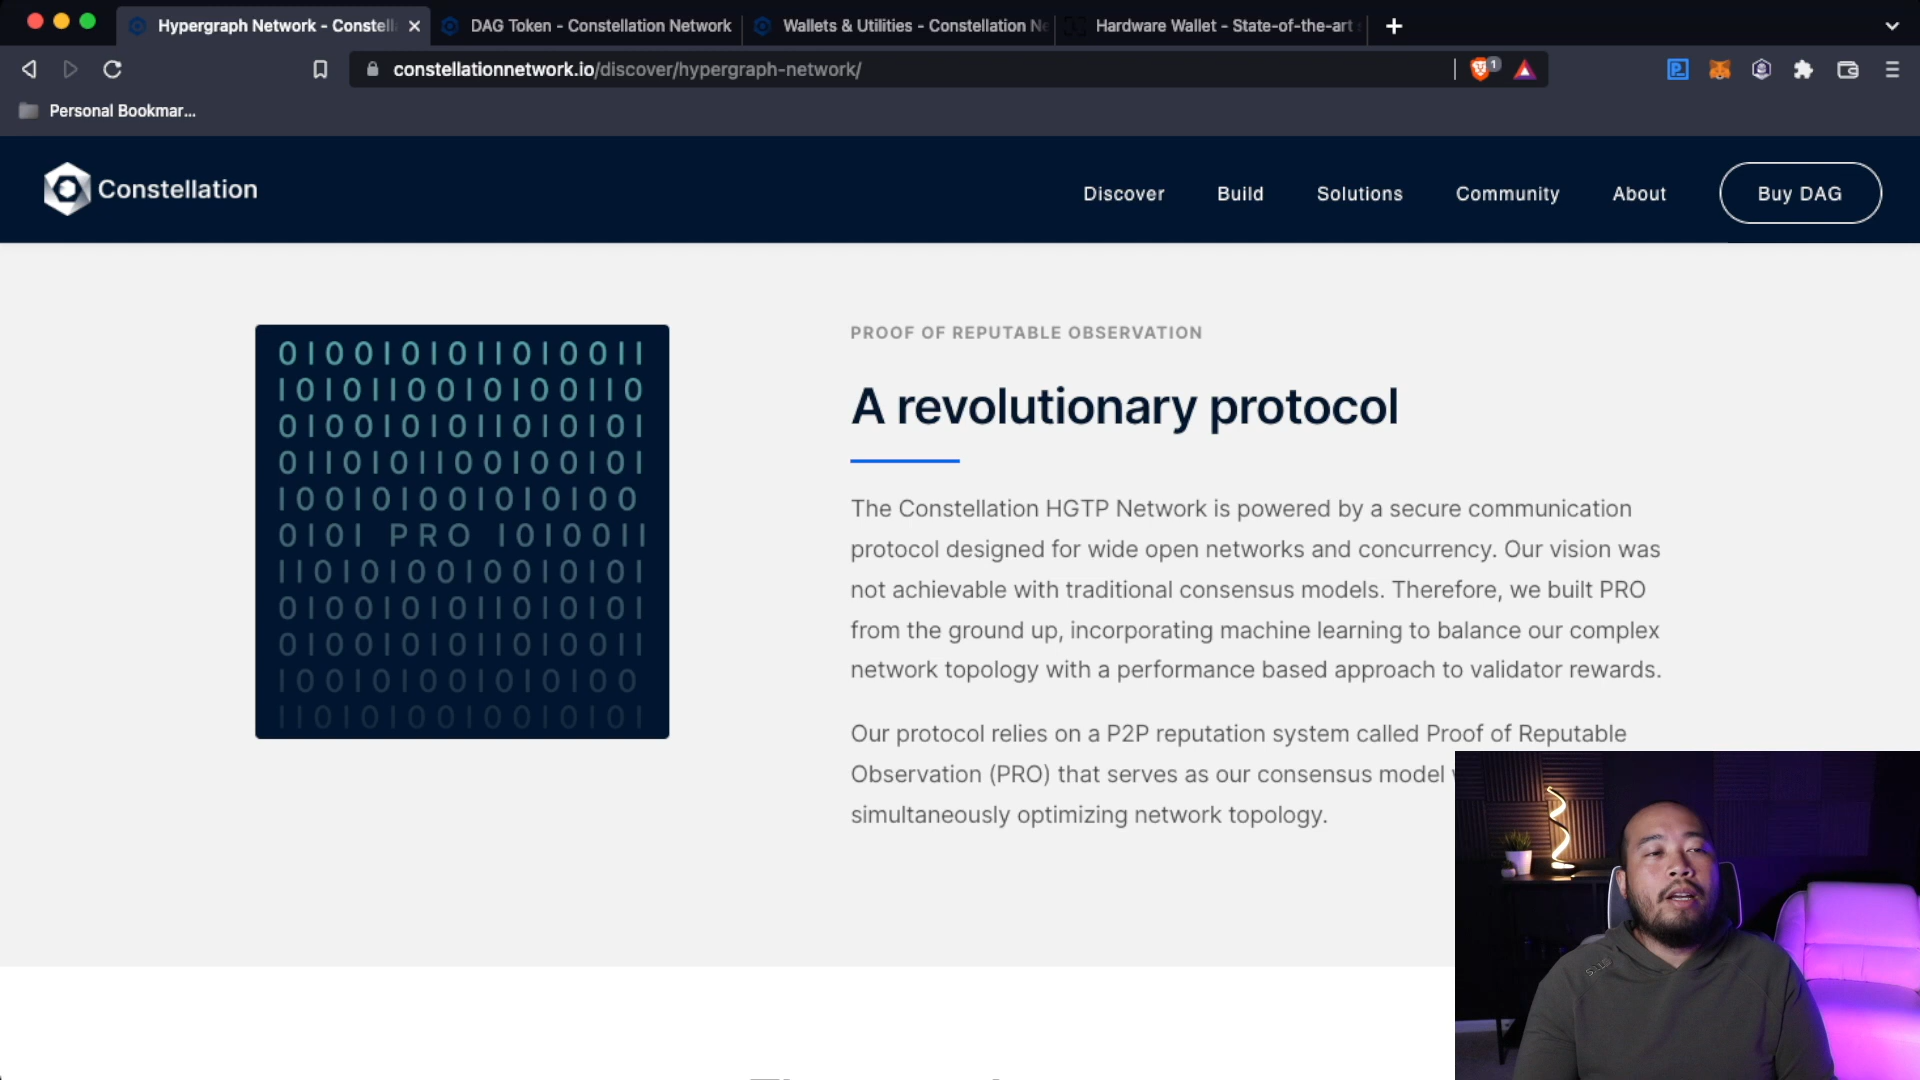 Hypergraph Network - Constell
DAG Token - Constellation Network
Wallets & Utilities - Constellation Ne
Hardware Wallet - State-of-the-art
constellationnetwork.io/discover/hypergraph-network/
1
Personal Bookmar...
Constellation
Discover
Build
Solutions
Community
About
Buy DAG
0100101011010011
1010110010100110
0100101011010101
0110101100100101
1001010010101 00
0101 PRO 1010011
1101010010010101
0100101011010101
0100101011010011
1001010010101 00
1101010010010101
PROOF OF REPUTABLE OBSERVATION
A revolutionary protocol
The Constellation HGTP Network is powered by a secure communication
protocol designed for wide open networks and concurrency. Our vision was
not achievable with traditional consensus models. Therefore, we built PRO
from the ground up, incorporating machine learning to balance our complex
network topology with a performance based approach to validator rewards.
Our protocol relies on a P2P reputation system called Proof of Reputable
Observation (PRO) that serves as our consensus model
simultaneously optimizing network topology.